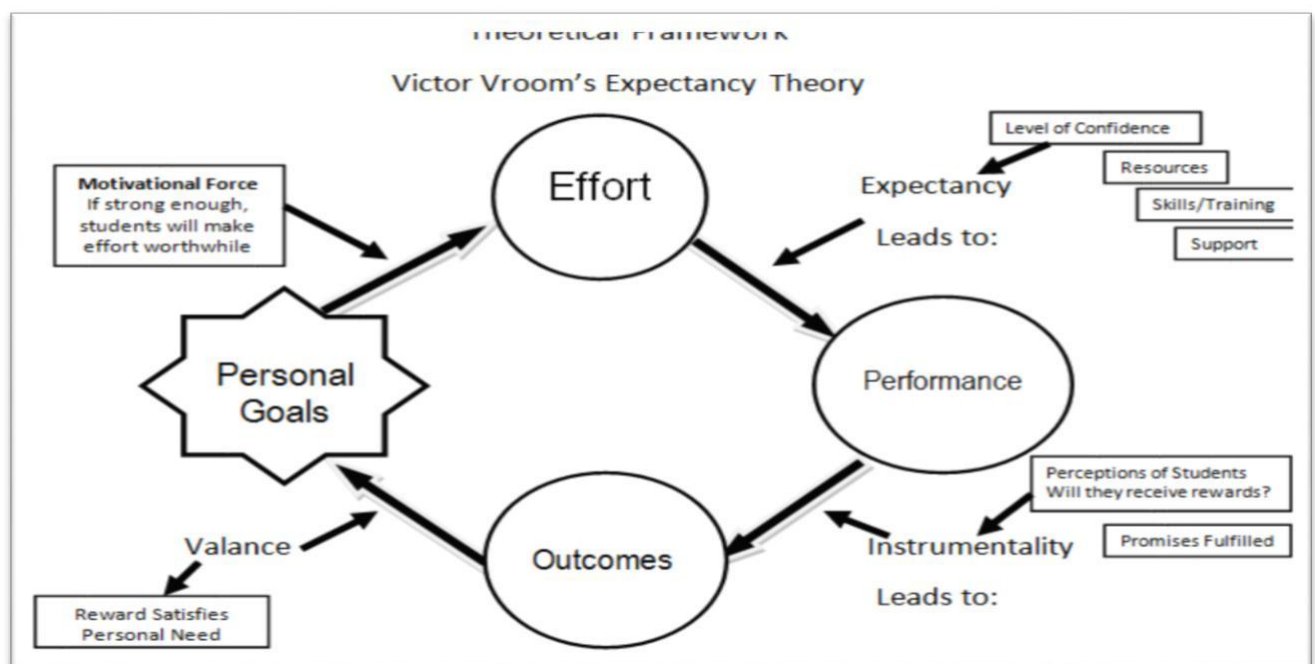 Theoretical Framework
Victor Vroom's Expectancy Theory
Level of Confidence
Motivational Force
If strong enough,
students will make
effort worthwhile
Effort
Expectancy
Leads to:
Resources
Skills/Training
Support
Personal
Goals
Performance
Perceptions of Students
Will they receive rewards?
Valance
Outcomes
Instrumentality
Leads to:
Promises Fulfilled
Reward Satisfies
Personal Need